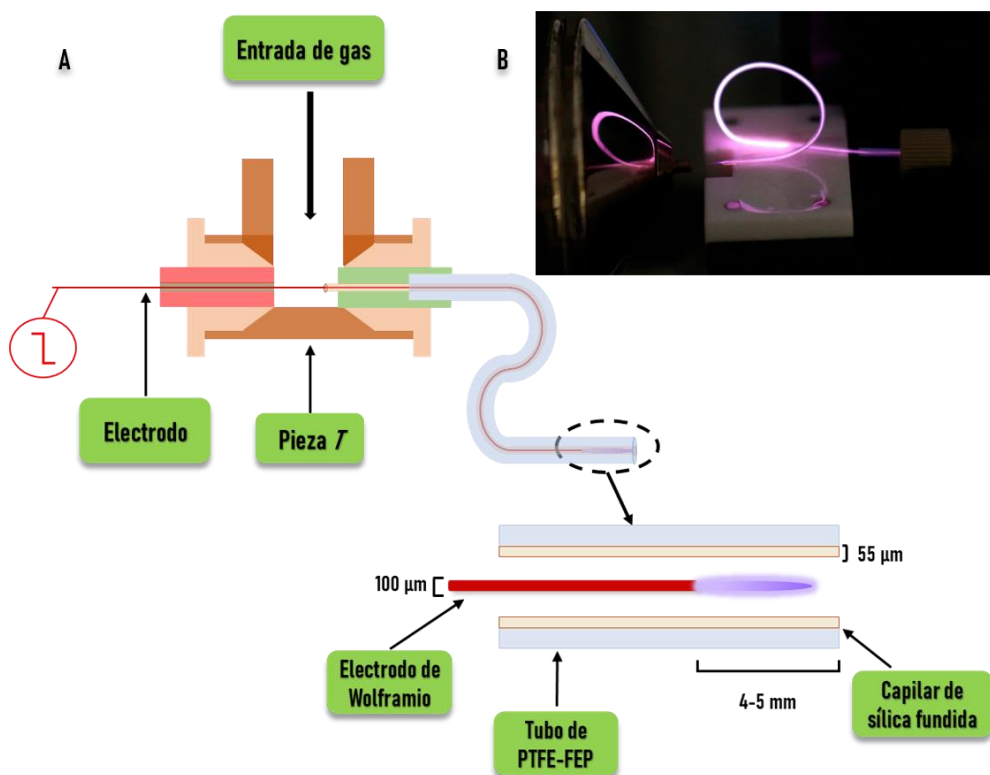 A
Entrada de gas
B
Electrodo
Pieza T
55 µm
100 µm
Electrodo de
Wolframio
4-5 mm
Capilar de
sílica fundida
Tubo de
PTFE-FEP